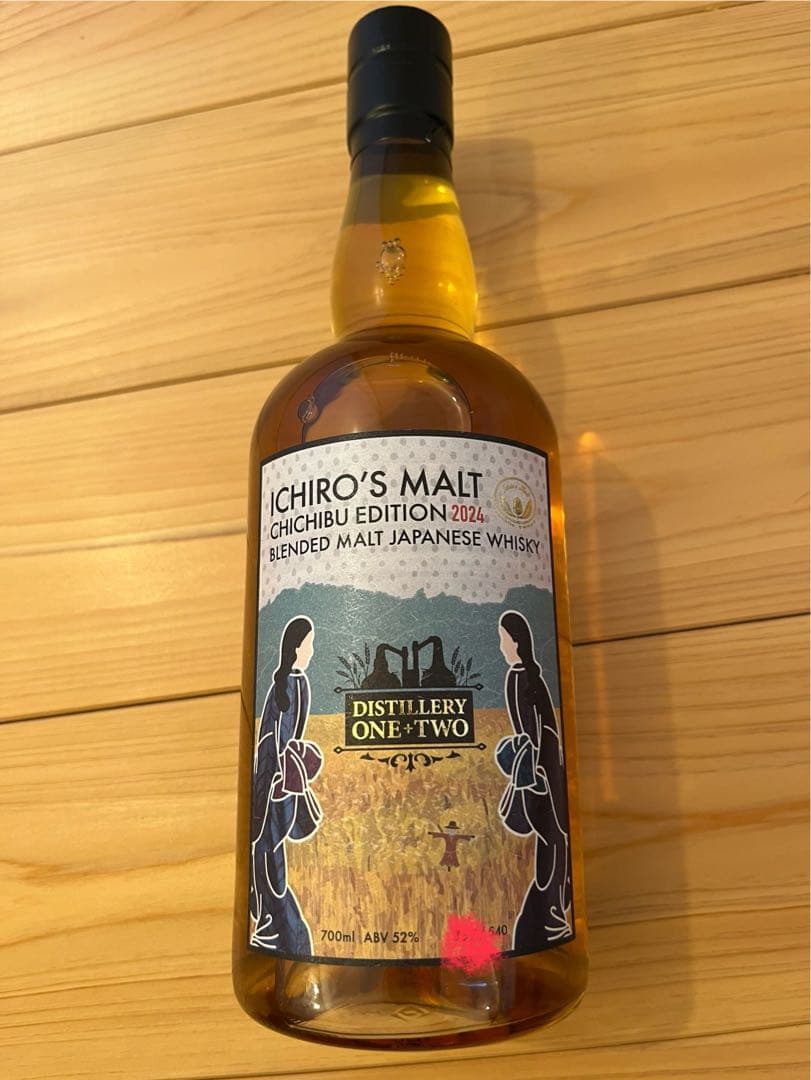 ICHIRO'S MALT
CHICHIBU EDITION 2024
BLENDED MALT JAPANESE WHISKY
DISTILLERY
ONE+TWO
700ml ABV 52%